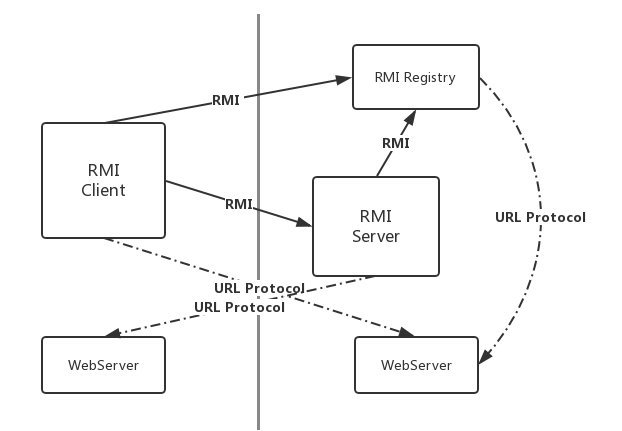 RMI Registry
RMI
RMI
RMI
Client
RMI
RMI
Server
URL Protocol
URL Protocol
URL Protocol
WebServer
WebServer